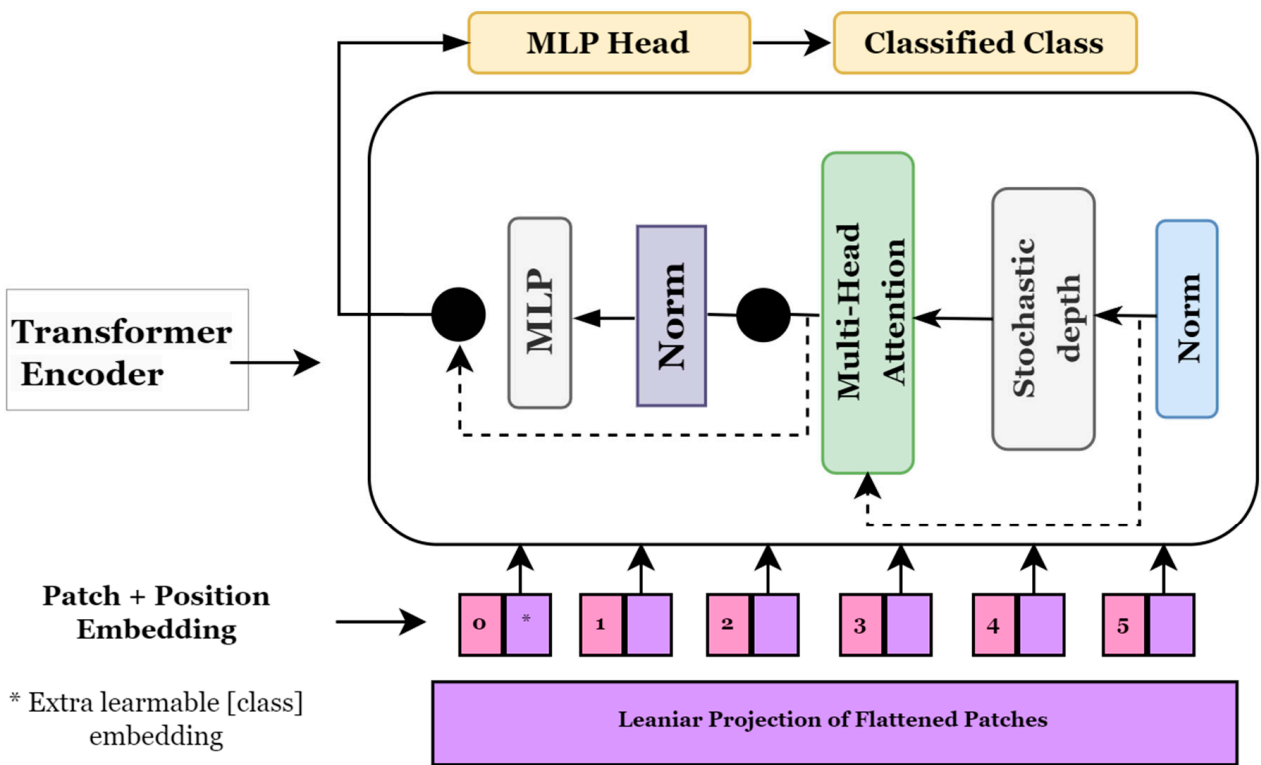 MLP Head
Classified Class
Transformer
Encoder
MLP
Norm
Multi-Head
Attention
Stochastic
depth
Norm
Patch + Position
Embedding
0 * 1 2 3 4 5
* Extra learmable [class]
embedding
Leaniar Projection of Flattened Patches